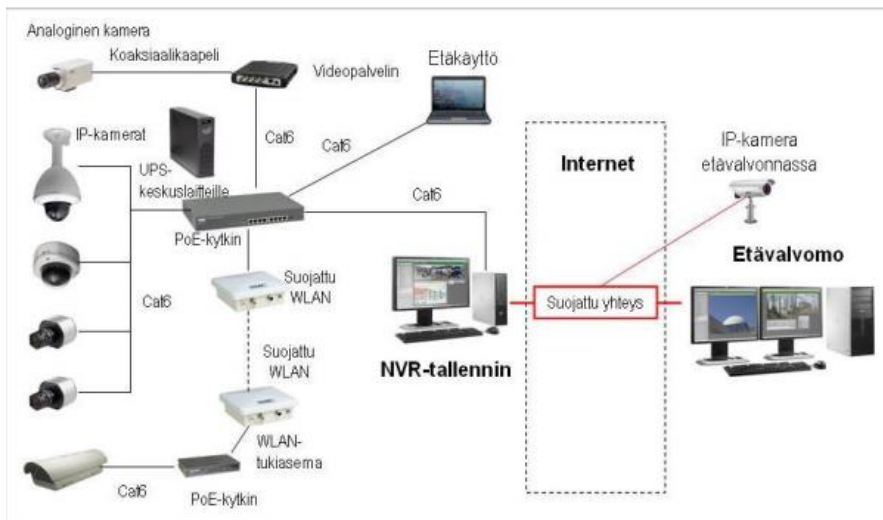 Analoginen kamera
Koaksiaalikaapeli
Videopalvelin
Etäkäyttö
IP-kamerat
Cat6
Cat6
UPS-
keskuslaitteille
Cat6
PoE-kytkin
Suojattu
WLAN
Cat6
Suojattu
WLAN
WLAN-
tukiasema
Cat6
PoE-kytkin
NVR-tallennin
Internet
Suojattu yhteys
IP-kamera
etävalvonnassa
Etävalvomo